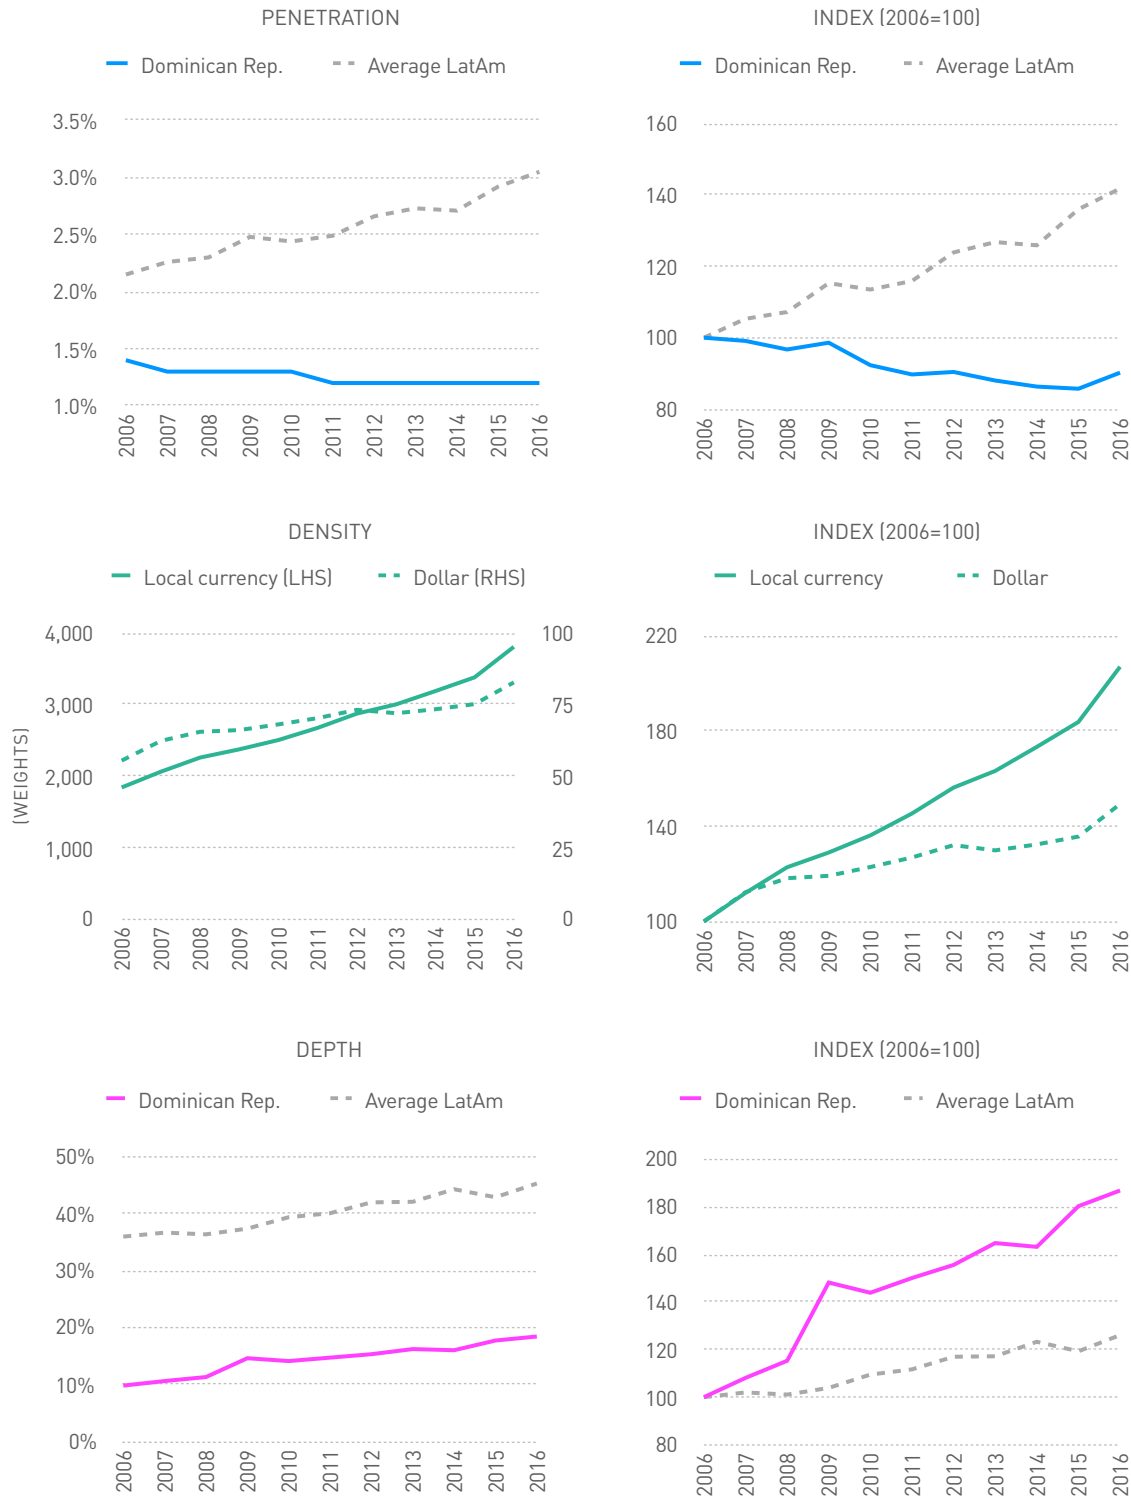 PENETRATION
Dominican Rep. Average LatAm
3.5%
3.0%
2.5%
2.0%
1.5%
1.0%
2006 2007 2008 2009 2010 2011 2012 2013 2014 2015 2016
INDEX (2006=100)
Dominican Rep. Average LatAm
160
140
120
100
80
2006 2007 2008 2009 2010 2011 2012 2013 2014 2015 2016
DENSITY
Local currency (LHS) Dollar (RHS)
(WEIGHTS)
4,000 100
3,000 75
2,000 50
1,000 25
0 0
2006 2007 2008 2009 2010 2011 2012 2013 2014 2015 2016
INDEX (2006=100)
Local currency Dollar
220
180
140
100
2006 2007 2008 2009 2010 2011 2012 2013 2014 2015 2016
DEPTH
Dominican Rep. Average LatAm
50%
40%
30%
20%
10%
0%
2006 2007 2008 2009 2010 2011 2012 2013 2014 2015 2016
INDEX (2006=100)
Dominican Rep. Average LatAm
200
180
160
140
120
100
80
2006 2007 2008 2009 2010 2011 2012 2013 2014 2015 2016